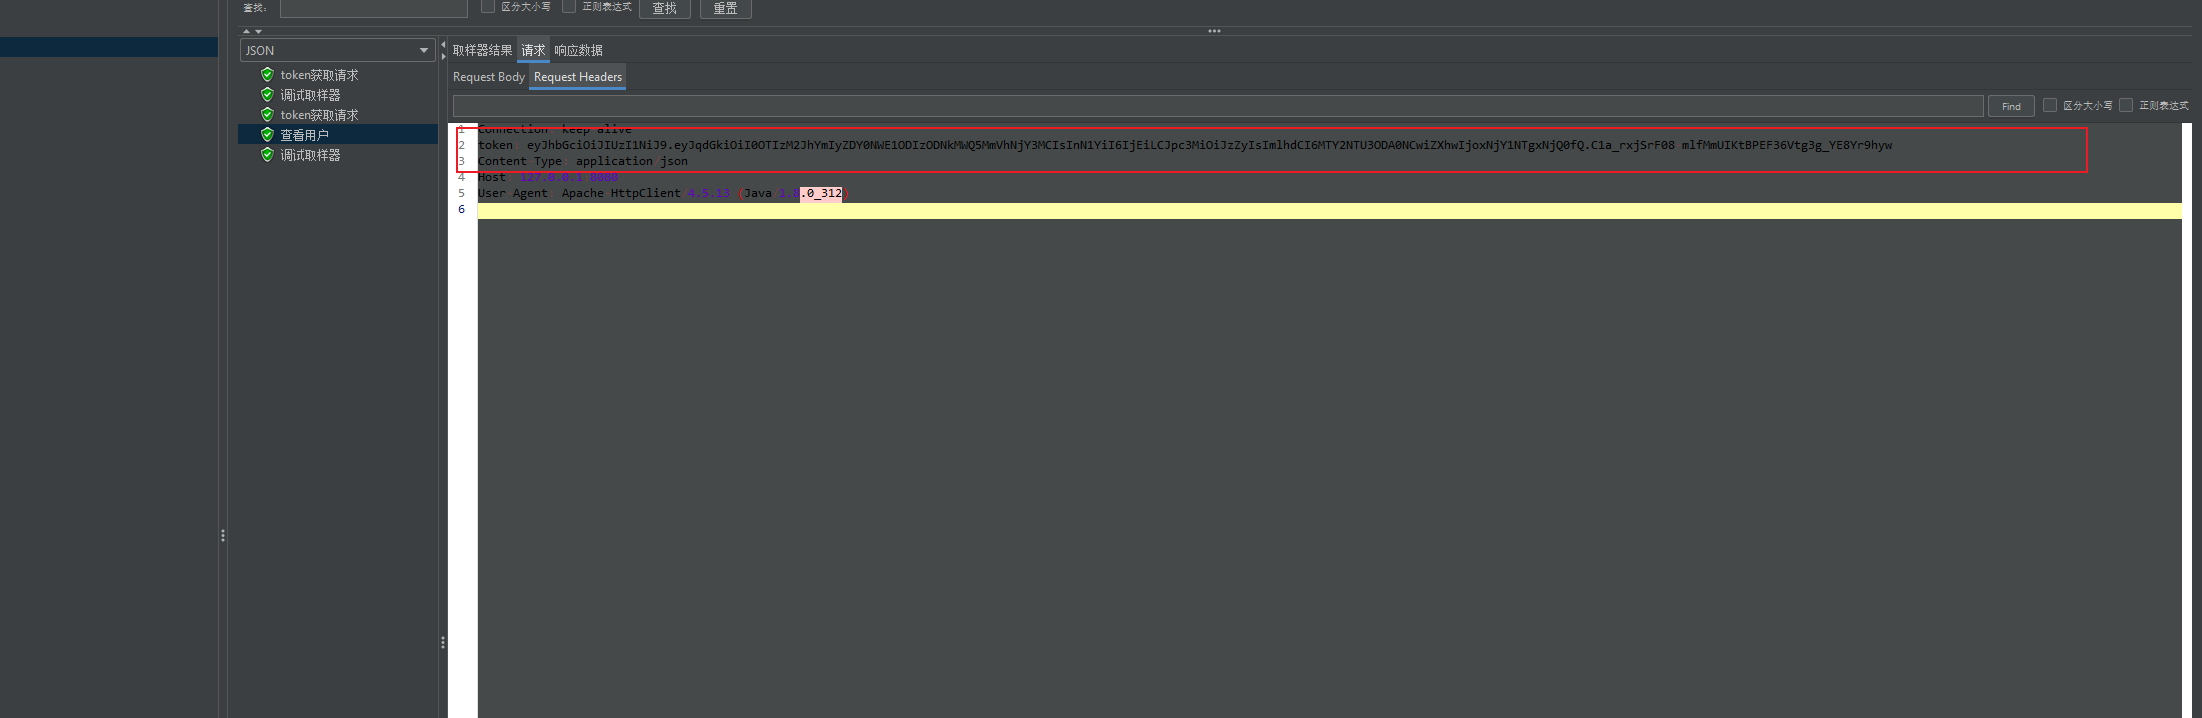 查找：
区分大小写
正则表达式
查找
重置
JSON
token获取请求
调试取样器
token获取请求
查看用户
调试取样器
取样器结果 请求 响应数据
Request Body Request Headers
Find
区分大小写
正则表达式
1 Connection keep alive
2 token eyJhbGciOiJIUzI1NiJ9.eyJqdGkiOiI0OTIzM2JhYmIyZDY0NWE1ODIzODNkMWQ5MmVhNjY3MCIsInN1YiI6IjEiLCJpc3MiOiJzZyIsImlhdCI6MTY2NTU3ODA0NCwiZXhwIjoxNjY1NTgxNjQ0fQ.C1a_rxjSrF08 mlfMmUIKtBPEF36Vtg3g_YE8Yr9hyw
3 Content Type application json
4 Host 127.0.0.1 8080
5 User Agent Apache HttpClient 4.5.13 (Java 1.8.0_312)
6